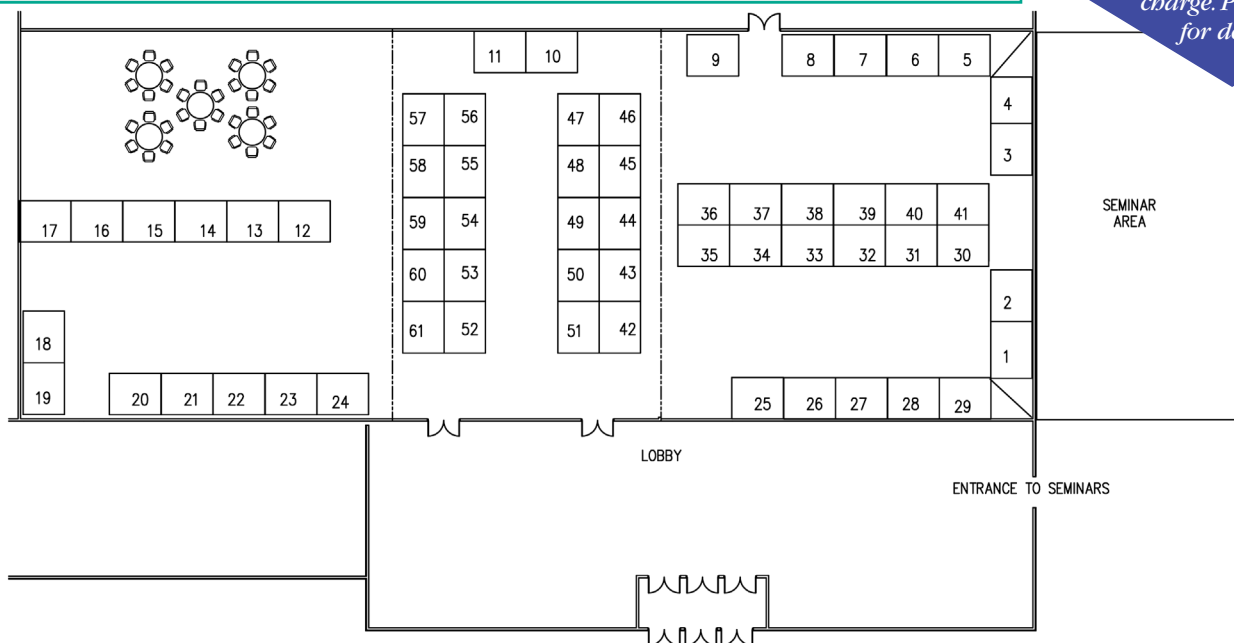 charge. P
for de
11 10
9 8 7 6 5
4
3
57 56 47 46
58 55 48 45
59 54 49 44
60 53 50 43
61 52 51 42
17 16 15 14 13 12
36 37 38 39 40 41
35 34 33 32 31 30
SEMINAR
AREA
2
1
18
19
20 21 22 23 24
25 26 27 28 29
LOBBY
ENTRANCE TO SEMINARS